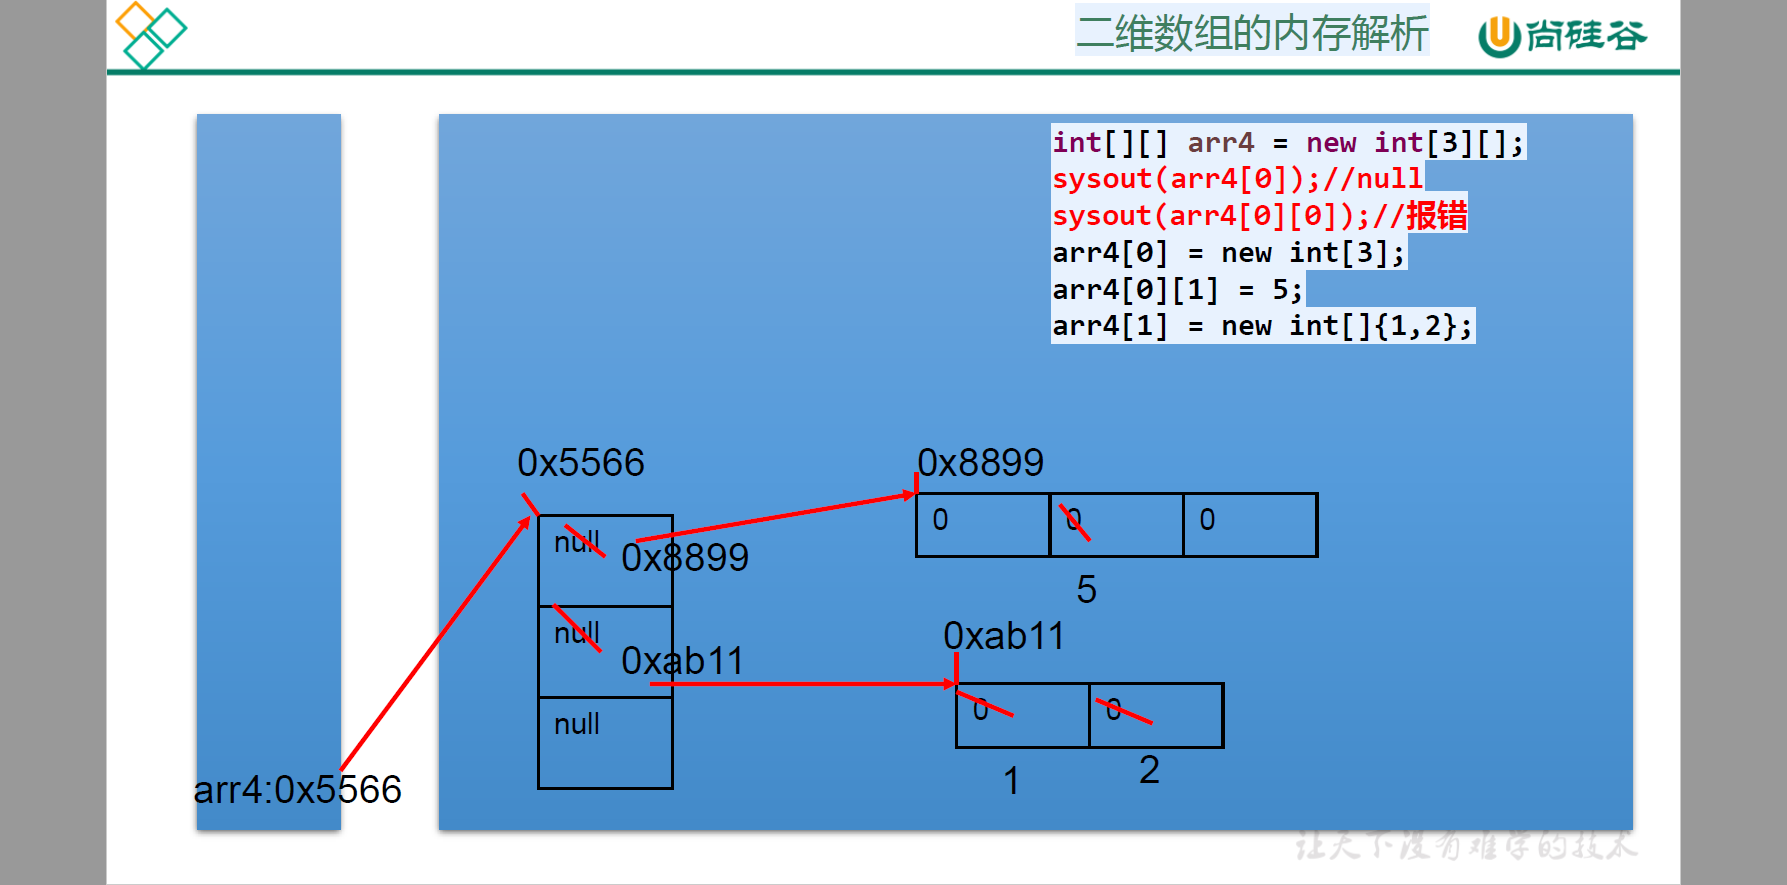 二维数组的内存解析
尚硅谷
int[][] arr4 = new int[3][];
sysout(arr4[0]);//null
sysout(arr4[0][0]);//报错
arr4[0] = new int[3];
arr4[0][1] = 5;
arr4[1] = new int[]{1,2};
0x5566
0x8899
null
0x8899
0
0
0
5
null
0xab11
0xab11
0
0
1
2
null
arr4:0x5566
让天下没有难学的技术